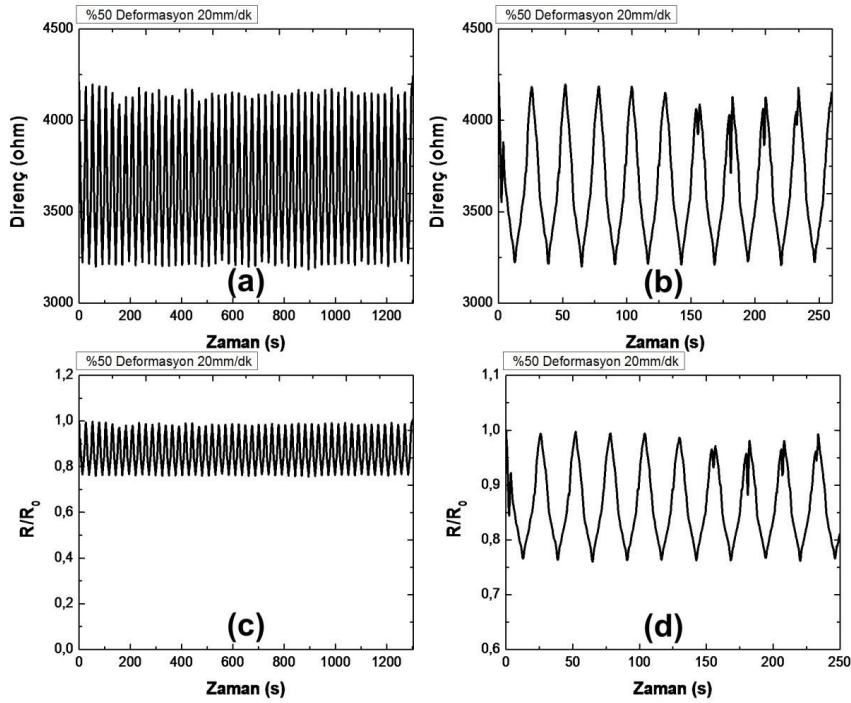 %50 Deformasyon 20mm/dk
4500
4000
3500
3000
Direnç (ohm)
0 200 400 600 800 1000 1200
Zaman (s)
(a)
%50 Deformasyon 20mm/dk
4500
4000
3500
3000
Direnç (ohm)
0 50 100 150 200 250
Zaman (s)
(b)
%50 Deformasyon 20mm/dk
1,2
1,0
0,8
0,6
0,4
0,2
0,0
R/R0
0 200 400 600 800 1000 1200
Zaman (s)
(c)
%50 Deformasyon 20mm/dk
1,1
1,0
0,9
0,8
0,7
0,6
R/R0
0 50 100 150 200 250
Zaman (s)
(d)